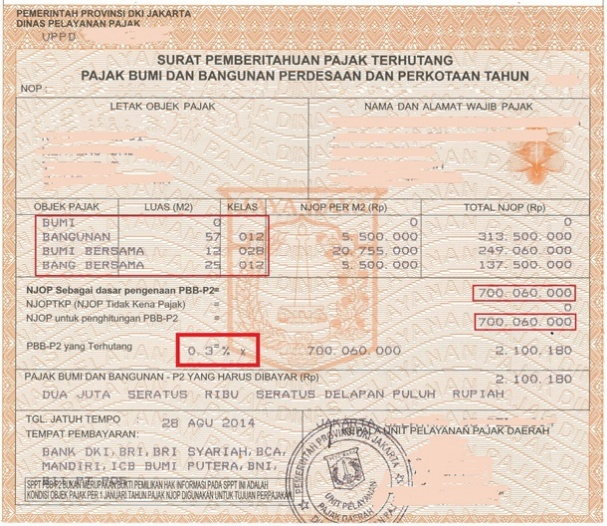 PEMERINTAH PROVINSI DKI JAKARTA
DINAS PELAYANAN PAJAK
UPPD
SURAT PEMBERITAHUAN PAJAK TERHUTANG
PAJAK BUMI DAN BANGUNAN PERDESAAN DAN PERKOTAAN TAHUN
NOP :
LETAK OBJEK PAJAK NAMA DAN ALAMAT WAJIB PAJAK
OBJEK PAJAK LUAS (M2) KELAS NJOP PER M2 (Rp) TOTAL NJOP (Rp)
BUMI 0 0 0
BANGUNAN 57 012 5.500.000 313.500.000
BUMI BERSAMA 12 028 20.755.000 249.060.000
BANG BERSAMA 25 012 5.500.000 137.500.000
NJOP Sebagai dasar pengenaan PBB-P2= 700.060.000
NJOPTKP (NJOP Tidak Kena Pajak) = 0
NJOP untuk penghitungan PBB-P2 = 700.060.000
PBB-P2 yang Terhutang = 0.3 % x 700.060.000 2.100.180
PAJAK BUMI DAN BANGUNAN - P2 YANG HARUS DIBAYAR (Rp) 2.100.180
DUA JUTA SERATUS RIBU SERATUS DELAPAN PULUH RUPIAH
TGL. JATUH TEMPO 28 AGU 2014 JAKARTA
TEMPAT PEMBAYARAN: KEPALA UNIT PELAYANAN PAJAK DAERAH
BANK DKI,BRI,BRI SYARIAH,BCA,
MANDIRI,ICB BUMI PUTERA,BNI,
SPPT PBB-P2 BUKAN MERUPAKAN BUKTI PEMILIKAN HAK INFORMASI PADA SPPT INI ADALAH
KONDISI OBJEK PAJAK PER 1 JANUARI TAHUN PAJAK NJOP DIGUNAKAN UNTUK TUJUAN PERPAJAKAN
PEMERINTAH PROVINSI DKI JAKARTA
UNIT PELAYANAN
PAJAK DAERAH